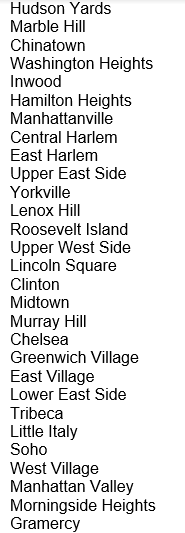 Hudson Yards
Marble Hill
Chinatown
Washington Heights
Inwood
Hamilton Heights
Manhattanville
Central Harlem
East Harlem
Upper East Side
Yorkville
Lenox Hill
Roosevelt Island
Upper West Side
Lincoln Square
Clinton
Midtown
Murray Hill
Chelsea
Greenwich Village
East Village
Lower East Side
Tribeca
Little Italy
Soho
West Village
Manhattan Valley
Morningside Heights
Gramercy